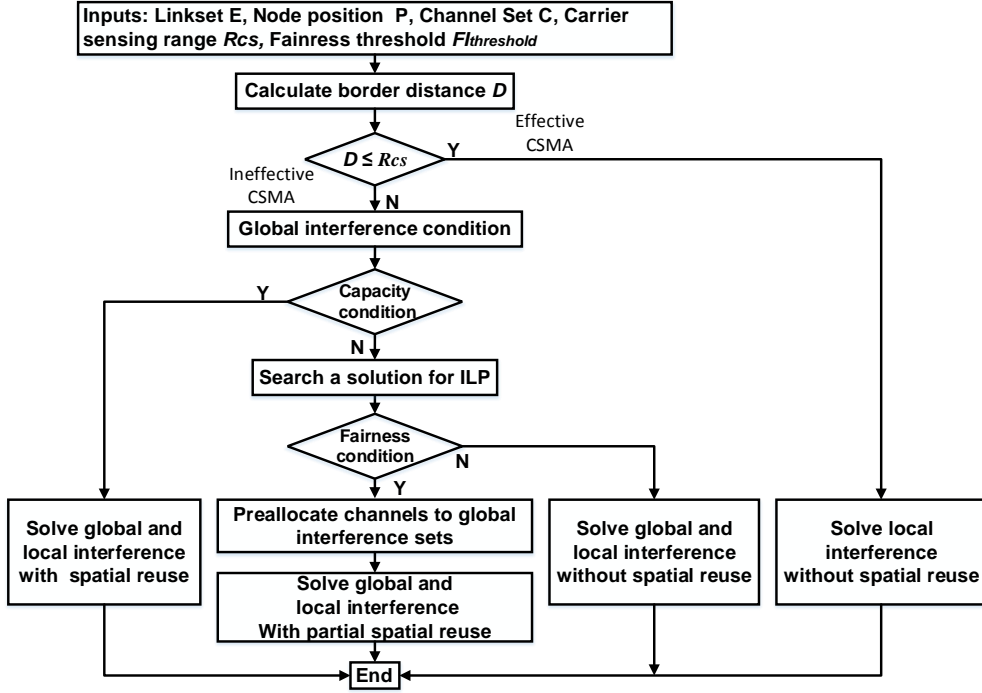 Inputs: Linkset E, Node position P, Channel Set C, Carrier
sensing range Rcs, Fainress threshold FIthreshold
Calculate border distance D
Effective
CSMA
D ≤ Rcs
Y
Ineffective
CSMA
N
Global interference condition
Y
Capacity
condition
N
Search a solution for ILP
Fairness
condition
N
Y
Solve global and
local interference
with spatial reuse
Preallocate channels to global
interference sets
Solve global and
local interference
With partial spatial reuse
Solve global and
local interference
without spatial reuse
Solve local
interference
without spatial reuse
End